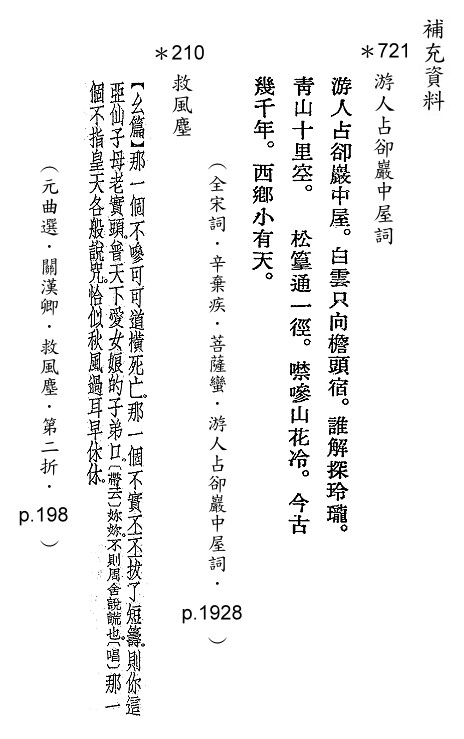 補充資料
＊721 游人占卻巖中屋詞
游人占卻巖中屋。白雲只向檐頭宿。誰解探玲瓏。
靑山十里空。　松篁通一徑。噤嘇山花冷。今古
幾千年。西鄉小有天。
（全宋詞．辛棄疾．菩薩蠻．游人占卻巖中屋詞．p.1928）
＊210 救風塵
【幺篇】那一個不嘇可可道橫死亡。那一個不實丕丕拔了短籌。則你這
亞仙子母老實頭。普天下愛女娘的子弟口。〔帶云〕妳妳。不則周舍說謊也。〔唱〕那一
個不指皇天各般說咒。恰似秋風過耳早休休。
（元曲選．關漢卿．救風塵．第二折．p.198）